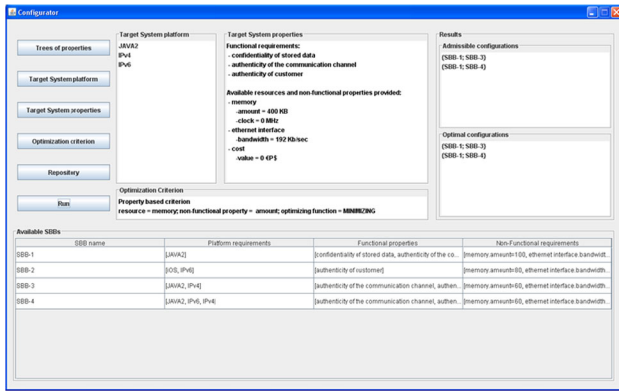 Configurator
Trees of properties
Target System platform
Target System properties
Optimization criterion
Repository
Run
Target System platform
JAVA2
IPv4
IPv6
Target System properties
Functional requirements:
- confidentiality of stored data
- authenticity of the communication channel
- authenticity of customer
Available resources and non-functional properties provided:
- memory
-amount = 400 KB
-clock = 0 MHz
- ethernet interface
-bandwidth = 192 Kb/sec
- cost
-value = 0 €P$
Results
Admissible configurations
{SBB-1; SBB-3}
{SBB-1; SBB-4}
Optimal configurations
{SBB-1; SBB-3}
{SBB-1; SBB-4}
Optimization Criterion
Property based criterion
resource = memory; non-functional property = amount; optimizing function = MINIMIZING
Available SBBs
SBB name Platform requirements Functional properties Non-Functional requirements
SBB-1 [JAVA2] [confidentiality of stored data, authenticity of the co... [memory.amount=100, ethernet interface.bandwidth...
SBB-2 [iOS, IPv6] [authenticity of customer] [memory.amount=80, ethernet interface.bandwidth...
SBB-3 [JAVA2, IPv4] [authenticity of the communication channel, authen... [memory.amount=60, ethernet interface.bandwidth...
SBB-4 [JAVA2, IPv6, IPv4] [authenticity of the communication channel, authen... [memory.amount=60, ethernet interface.bandwidth...